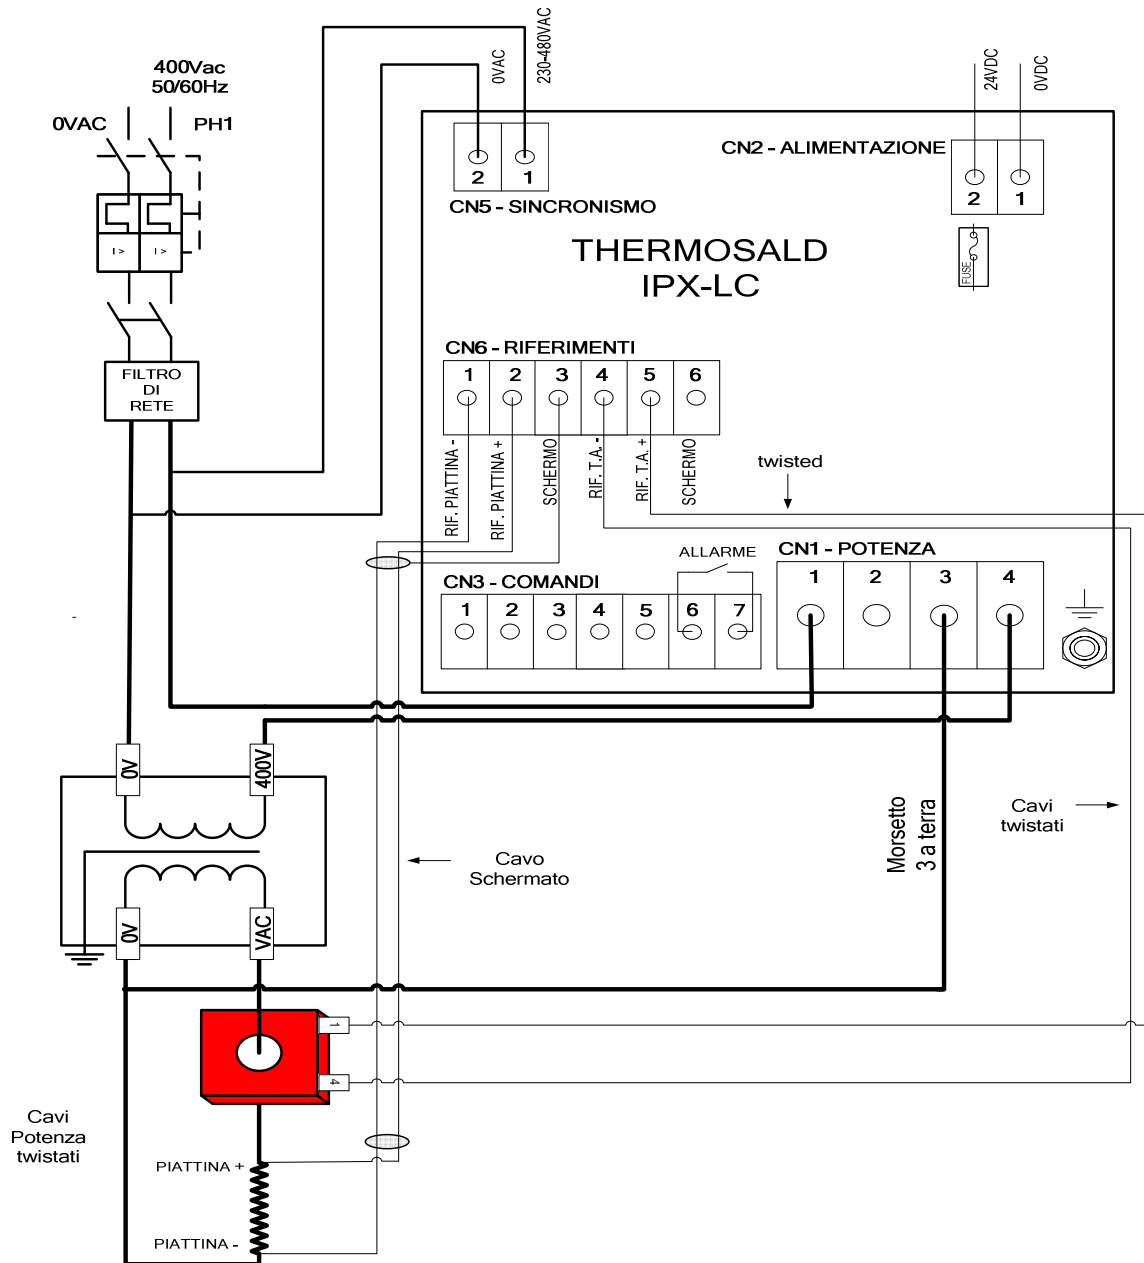 400Vac
50/60Hz
0VAC
PH1
0VAC
230-480VAC
24VDC
0VDC
2
1
CN5 - SINCRONISMO
CN2 - ALIMENTAZIONE
2
1
FUSE
THERMOSALD
IPX-LC
I >
I >
FILTRO
DI
RETE
CN6 - RIFERIMENTI
1
2
3
4
5
6
RIF. PIATTINA -
RIF. PIATTINA +
SCHERMO
RIF. T.A. -
RIF. T.A. +
SCHERMO
twisted
CN3 - COMANDI
1
2
3
4
5
6
7
ALLARME
CN1 - POTENZA
1
2
3
4
-
0V
400V
0V
VAC
Cavo
Schermato
Morsetto
3 a terra
Cavi
twistati
1
4
Cavi
Potenza
twistati
PIATTINA +
PIATTINA -